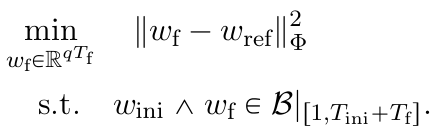 min_{w_f ∈ ℝ^{qT_f}} ‖w_f − w_ref‖²_Φ
s.t. w_ini ∧ w_f ∈ ℬ|_{[1,T_ini+T_f]}.